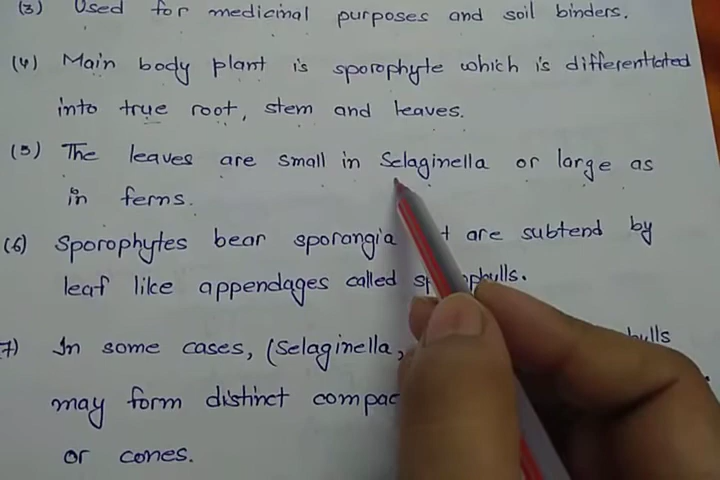 (3) Used for medicinal purposes and soil binders.
(4) Main body plant is sporophyte which is differentiated
into true root, stem and leaves.
(5) The leaves are small in Selaginella or large as
in ferns.
(6) Sporophytes bear sporangia are subtend by
leaf like appendages called
7) In some cases, (Selaginella,
may form distinct compac
or cones.